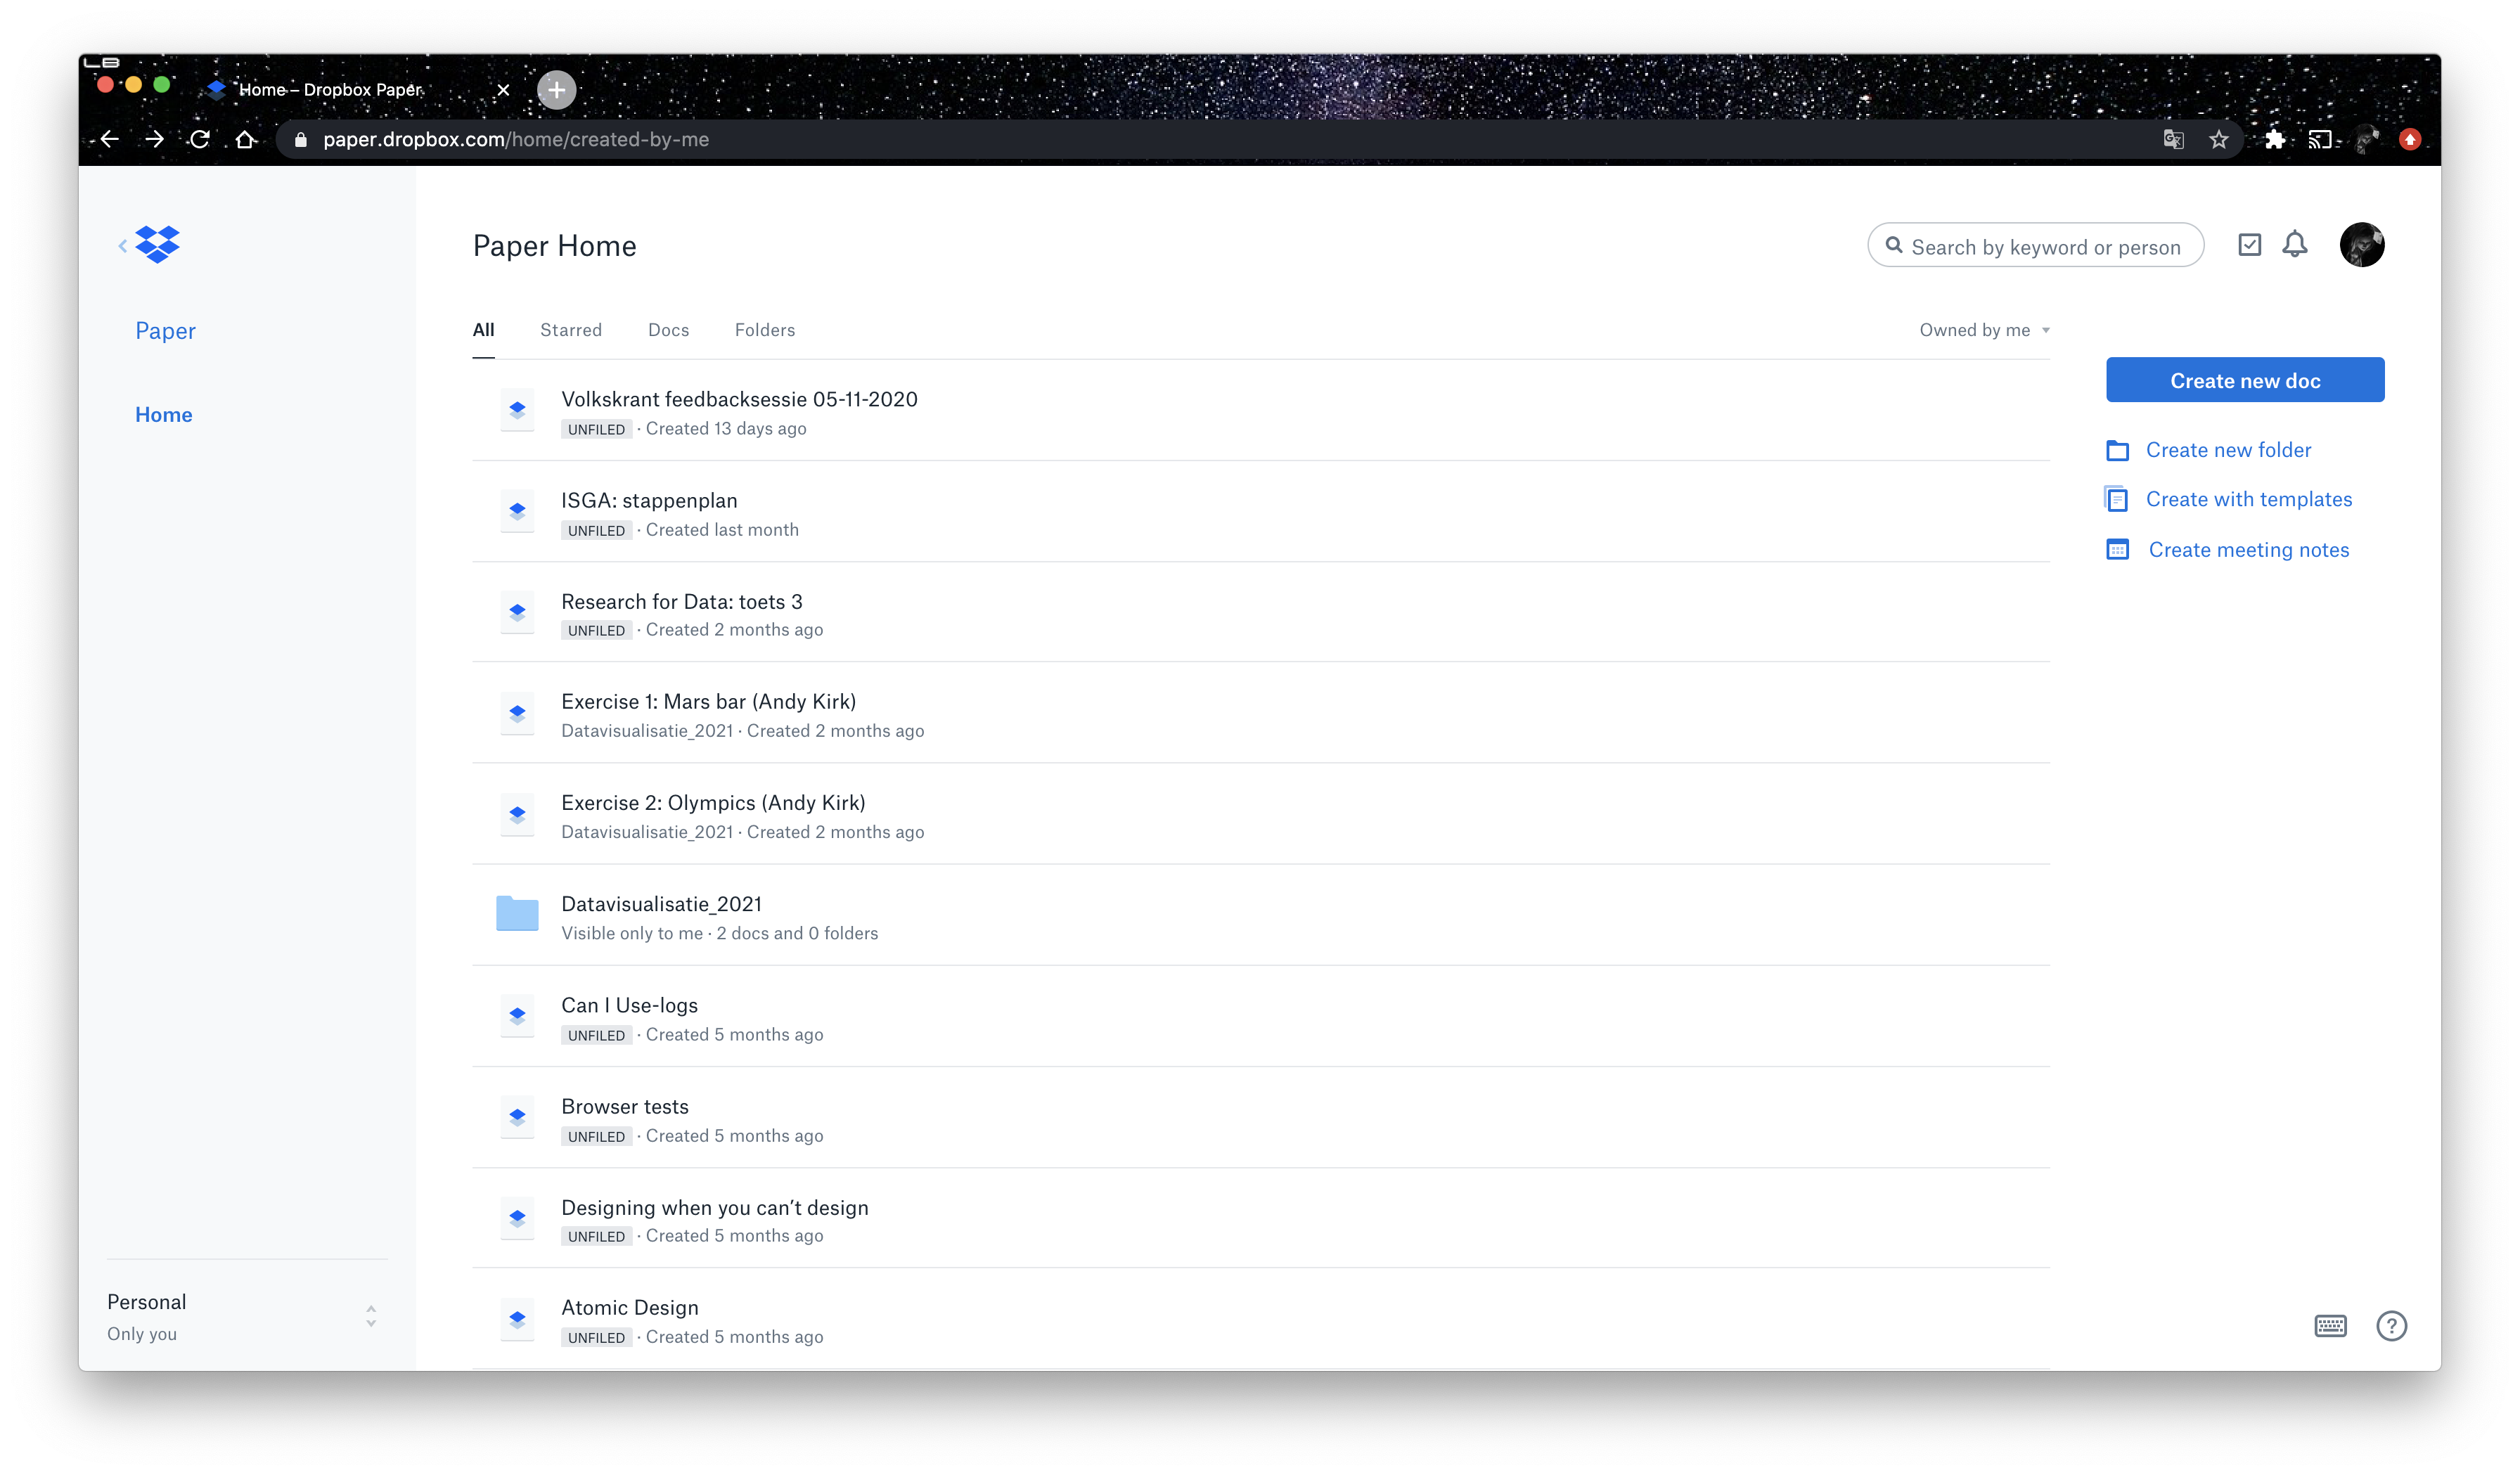 Home – Dropbox Paper
paper.dropbox.com/home/created-by-me
Paper Home
Search by keyword or person
Paper
Home
All Starred Docs Folders Owned by me
Create new doc
Create new folder
Create with templates
Create meeting notes
Volkskrant feedbacksessie 05-11-2020
UNFILED · Created 13 days ago
ISGA: stappenplan
UNFILED · Created last month
Research for Data: toets 3
UNFILED · Created 2 months ago
Exercise 1: Mars bar (Andy Kirk)
Datavisualisatie_2021 · Created 2 months ago
Exercise 2: Olympics (Andy Kirk)
Datavisualisatie_2021 · Created 2 months ago
Datavisualisatie_2021
Visible only to me · 2 docs and 0 folders
Can I Use-logs
UNFILED · Created 5 months ago
Browser tests
UNFILED · Created 5 months ago
Designing when you can’t design
UNFILED · Created 5 months ago
Atomic Design
UNFILED · Created 5 months ago
Personal
Only you